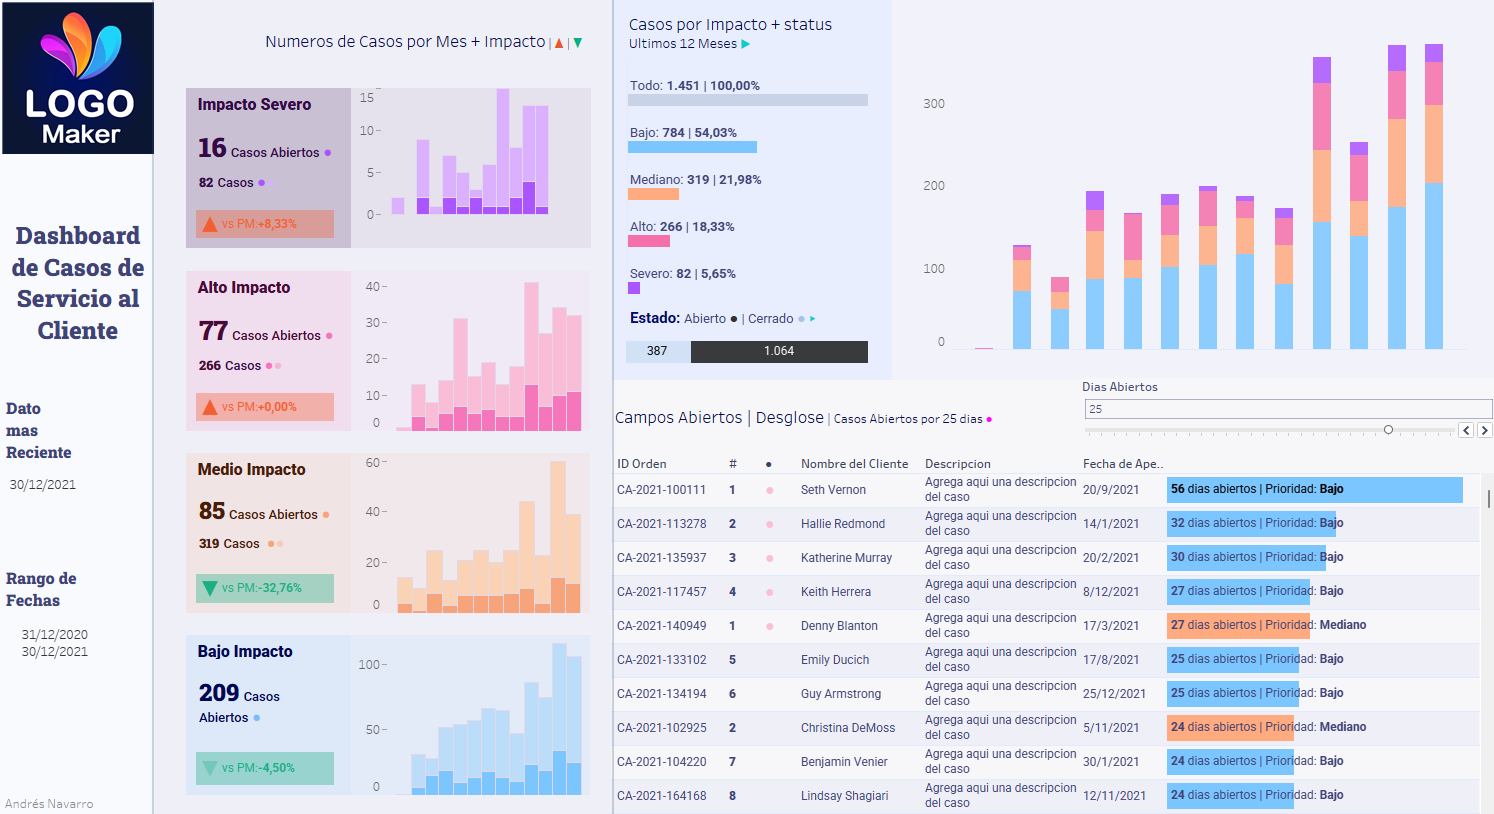 LOGO
Maker
Dashboard
de Casos de
Servicio al
Cliente
Dato
mas
Reciente
30/12/2021
Rango de
Fechas
31/12/2020
30/12/2021
Andrés Navarro
Numeros de Casos por Mes + Impacto | ▲ | ▼
Impacto Severo
16 Casos Abiertos ●
82 Casos ●
▲ vs PM:+8,33%
15
10
5
0
Alto Impacto
77 Casos Abiertos ●
266 Casos ●●
▲ vs PM:+0,00%
40
30
20
10
0
Medio Impacto
85 Casos Abiertos ●
319 Casos ●●
▼ vs PM:-32,76%
60
40
20
0
Bajo Impacto
209 Casos
Abiertos ●
▼ vs PM:-4,50%
100
50
0
Casos por Impacto + status
Ultimos 12 Meses ▶
Todo: 1.451 | 100,00%
Bajo: 784 | 54,03%
Mediano: 319 | 21,98%
Alto: 266 | 18,33%
Severo: 82 | 5,65%
Estado: Abierto ● | Cerrado ● ▸
387 1.064
300
200
100
0
Dias Abiertos
25
Campos Abiertos | Desglose | Casos Abiertos por 25 dias ●
ID Orden # ● Nombre del Cliente Descripcion Fecha de Ape..
CA-2021-100111 1 ● Seth Vernon Agrega aqui una descripcion del caso 20/9/2021 56 dias abiertos | Prioridad: Bajo
CA-2021-113278 2 ● Hallie Redmond Agrega aqui una descripcion del caso 14/1/2021 32 dias abiertos | Prioridad: Bajo
CA-2021-135937 3 ● Katherine Murray Agrega aqui una descripcion del caso 20/2/2021 30 dias abiertos | Prioridad: Bajo
CA-2021-117457 4 ● Keith Herrera Agrega aqui una descripcion del caso 8/12/2021 27 dias abiertos | Prioridad: Bajo
CA-2021-140949 1 ● Denny Blanton Agrega aqui una descripcion del caso 17/3/2021 27 dias abiertos | Prioridad: Mediano
CA-2021-133102 5 Emily Ducich Agrega aqui una descripcion del caso 17/8/2021 25 dias abiertos | Prioridad: Bajo
CA-2021-134194 6 Guy Armstrong Agrega aqui una descripcion del caso 25/12/2021 25 dias abiertos | Prioridad: Bajo
CA-2021-102925 2 Christina DeMoss Agrega aqui una descripcion del caso 5/11/2021 24 dias abiertos | Prioridad: Mediano
CA-2021-104220 7 Benjamin Venier Agrega aqui una descripcion del caso 30/1/2021 24 dias abiertos | Prioridad: Bajo
CA-2021-164168 8 Lindsay Shagiari Agrega aqui una descripcion del caso 12/11/2021 24 dias abiertos | Prioridad: Bajo